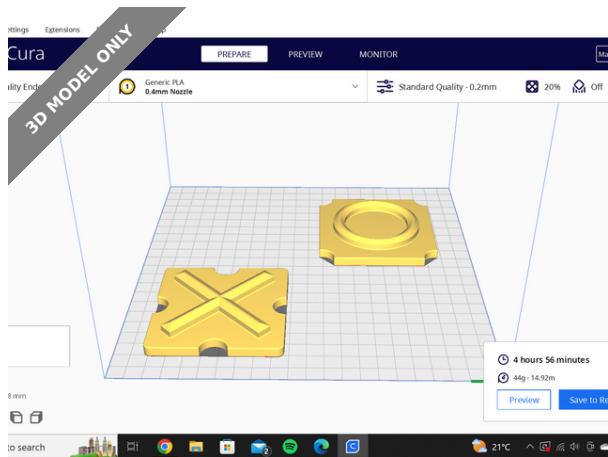 ettings Extensions
Cura
PREPARE
PREVIEW
MONITOR
Ma
3D MODEL ONLY
ality Ende
1
Generic PLA
0.4mm Nozzle
Standard Quality - 0.2mm
20%
Off
4 hours 56 minutes
44g · 14.92m
Preview
Save to Re
8 mm
to search
2
21°C